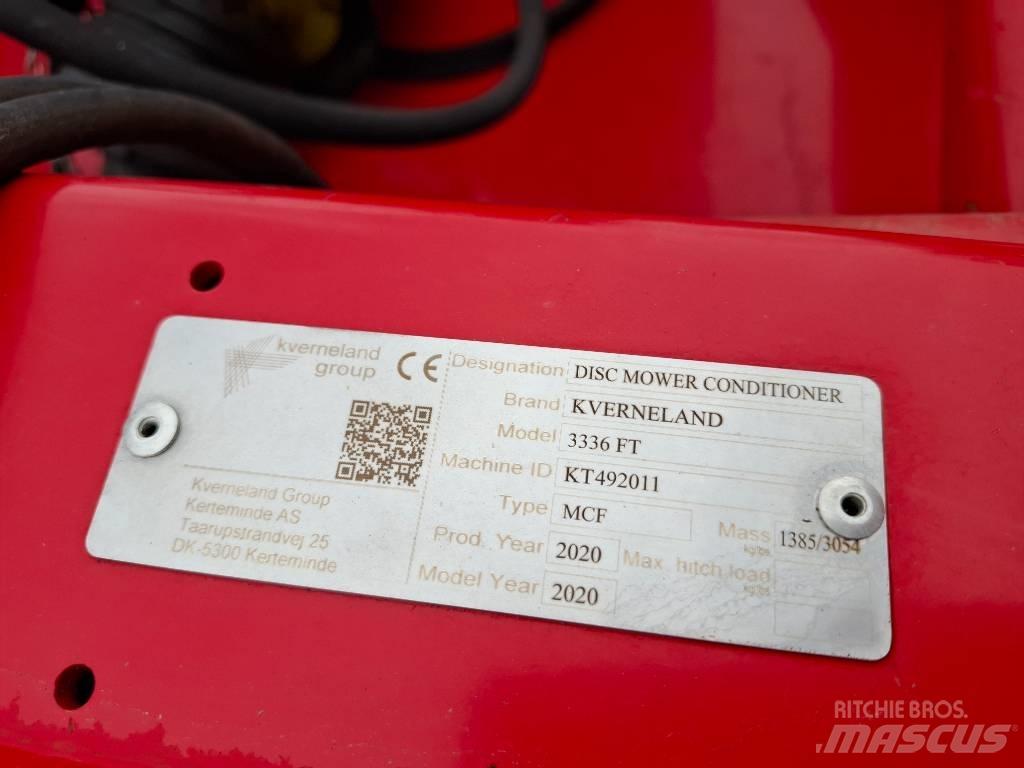 kverneland
group
CE
Kverneland Group
Kerteminde AS
Taarupstrandvej 25
DK-5300 Kerteminde
Designation DISC MOWER CONDITIONER
Brand KVERNELAND
Model 3336 FT
Machine ID KT492011
Type MCF
Mass kg/lbs 1385/3054
Prod. Year 2020
Max. hitch load kg/lbs
Model Year 2020
RITCHIE BROS.
MASCUS